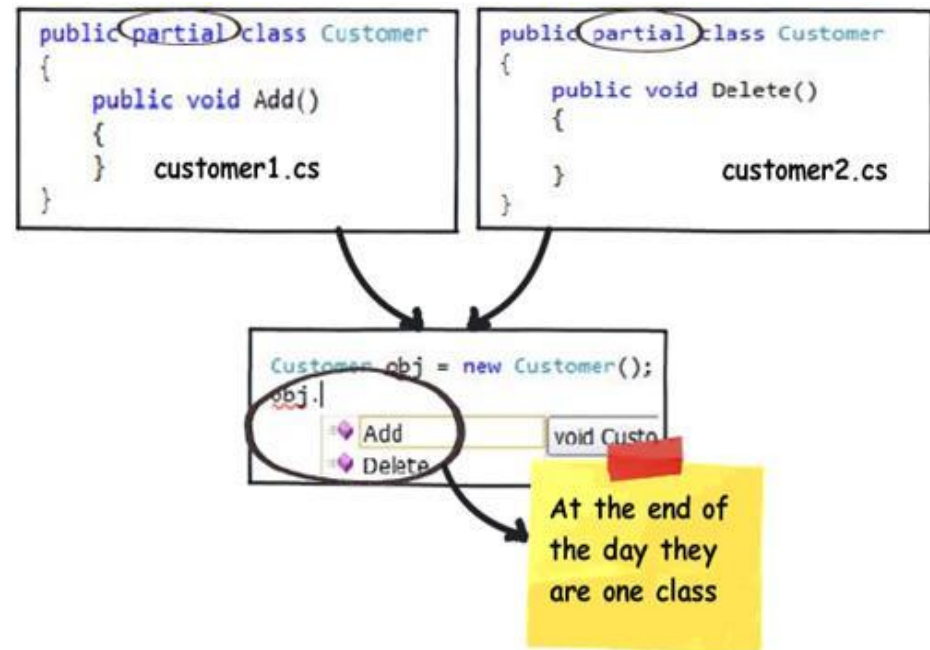 public partial class Customer
{
public void Add()
{
} customer1.cs
}
public partial class Customer
{
public void Delete()
{
} customer2.cs
}
Customer obj = new Customer();
obj.
Add void Custo
Delete
At the end of
the day they
are one class